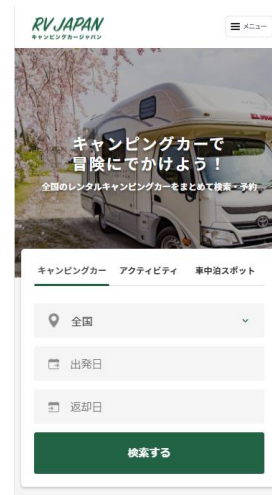 RV JAPAN
キャンピングカージャパン
メニュー
キャンピングカーで
冒険にでかけよう！
全国のレンタルキャンピングカーをまとめて検索・予約
キャンピングカー アクティビティ 車中泊スポット
全国
出発日
返却日
検索する